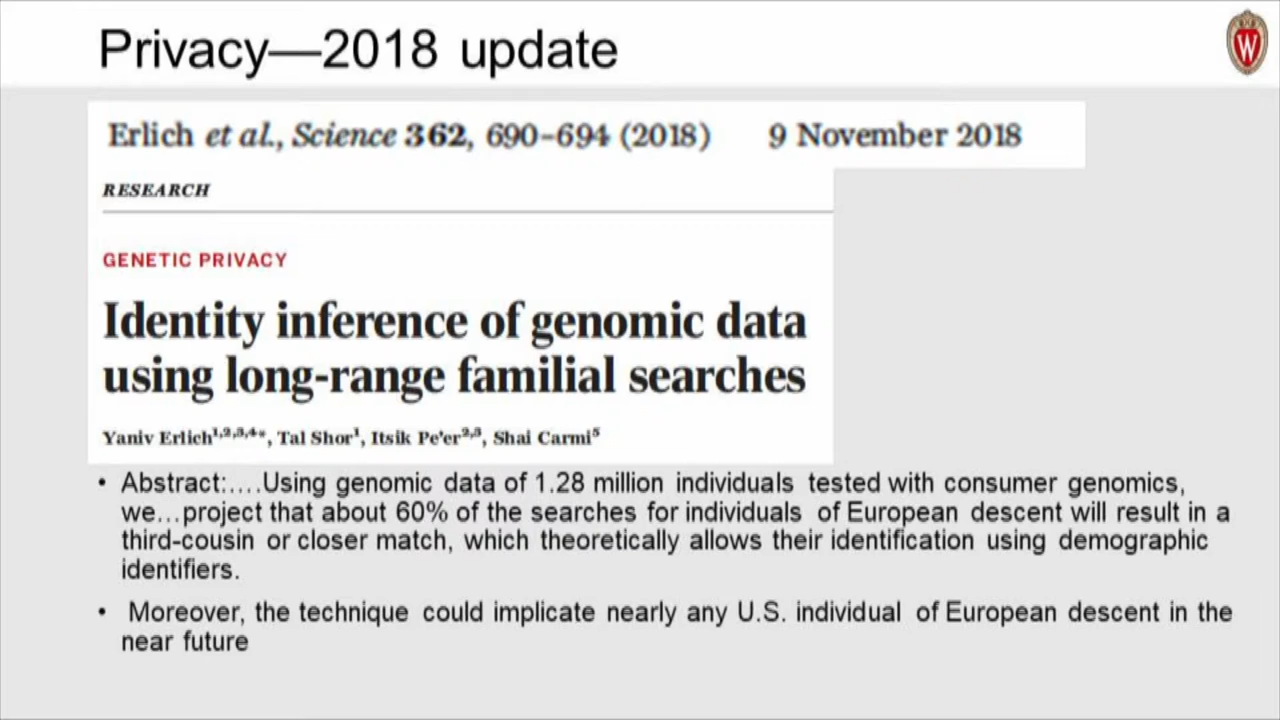 Privacy—2018 update
W
Erlich et al., Science 362, 690–694 (2018) 9 November 2018
RESEARCH
GENETIC PRIVACY
Identity inference of genomic data
using long-range familial searches
Yaniv Erlich1,2,3,4*, Tal Shor1, Itsik Pe'er2,3, Shai Carmi5
• Abstract:....Using genomic data of 1.28 million individuals tested with consumer genomics,
we...project that about 60% of the searches for individuals of European descent will result in a
third-cousin or closer match, which theoretically allows their identification using demographic
identifiers.
• Moreover, the technique could implicate nearly any U.S. individual of European descent in the
near future